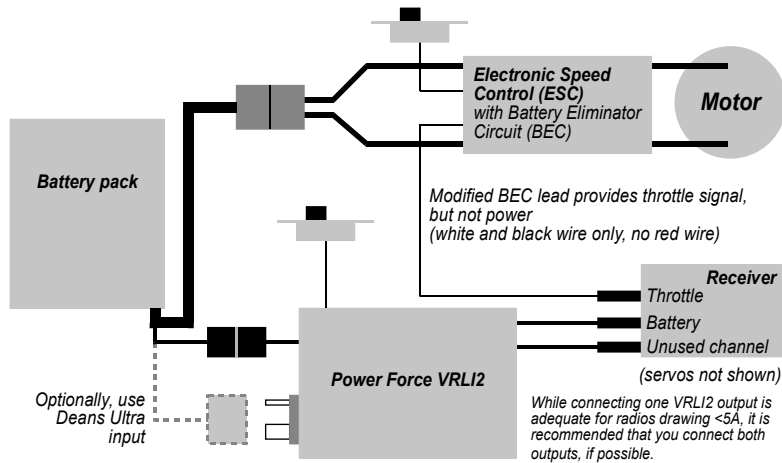 Electronic Speed
Control (ESC)
with Battery Eliminator
Circuit (BEC)
Motor
Battery pack
Modified BEC lead provides throttle signal,
but not power
(white and black wire only, no red wire)
Receiver
Throttle
Battery
Unused channel
(servos not shown)
Power Force VRLI2
Optionally, use
Deans Ultra
input
While connecting one VRLI2 output is
adequate for radios drawing <5A, it is
recommended that you connect both
outputs, if possible.